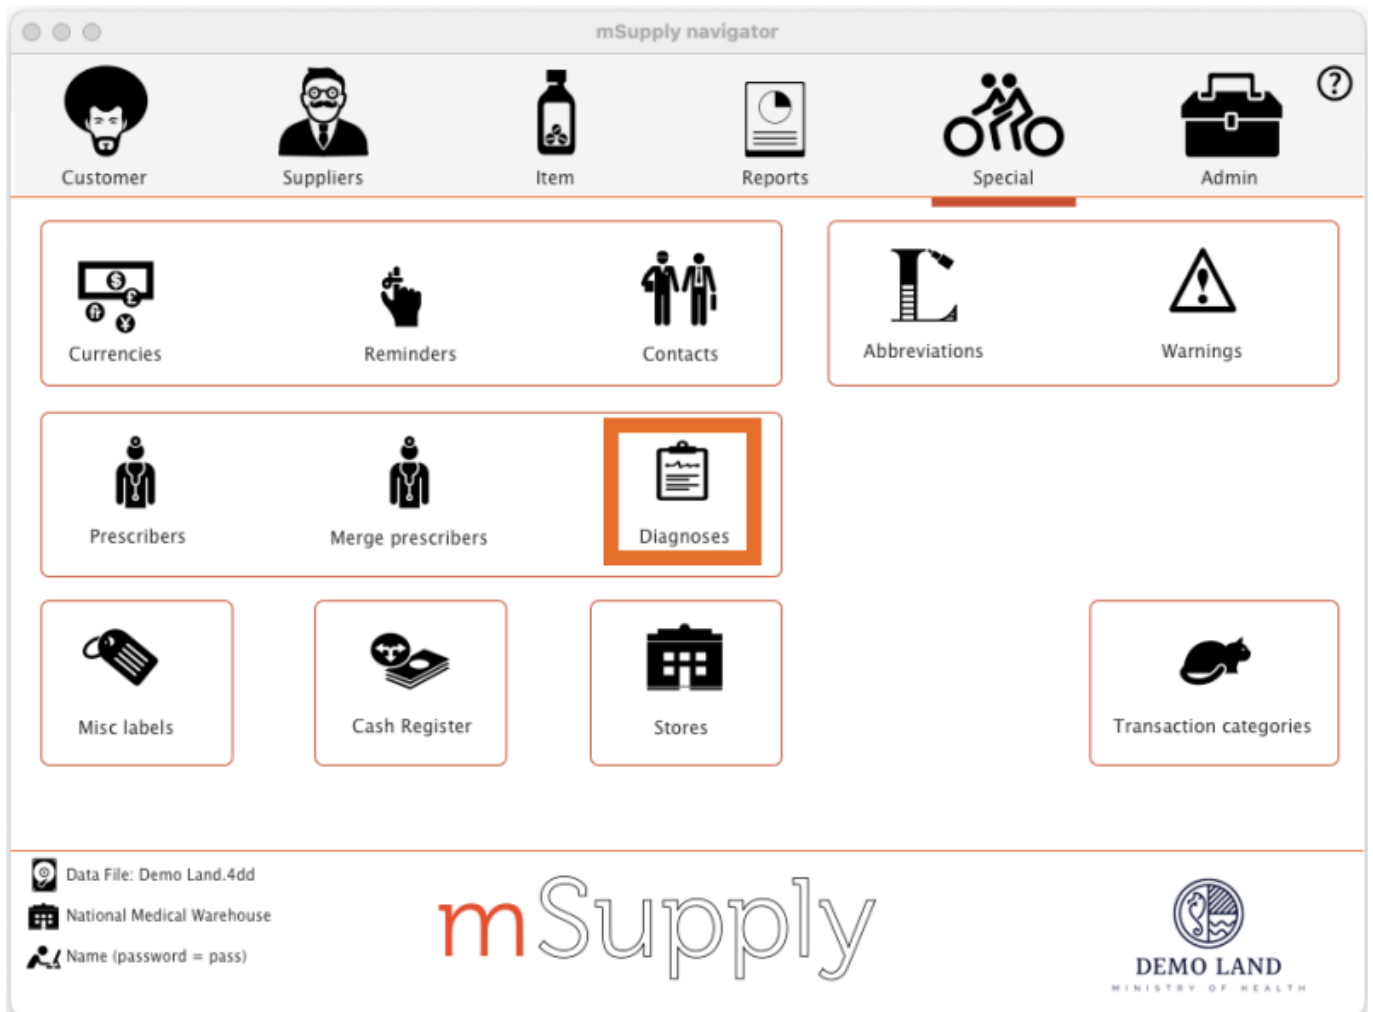 mSupply navigator
?
Customer Suppliers Item Reports Special Admin
Currencies Reminders Contacts Abbreviations Warnings
Prescribers Merge prescribers Diagnoses
Misc labels Cash Register Stores Transaction categories
Data File: Demo Land.4dd
National Medical Warehouse
Name (password = pass)
mSupply
DEMO LAND
MINISTRY OF HEALTH